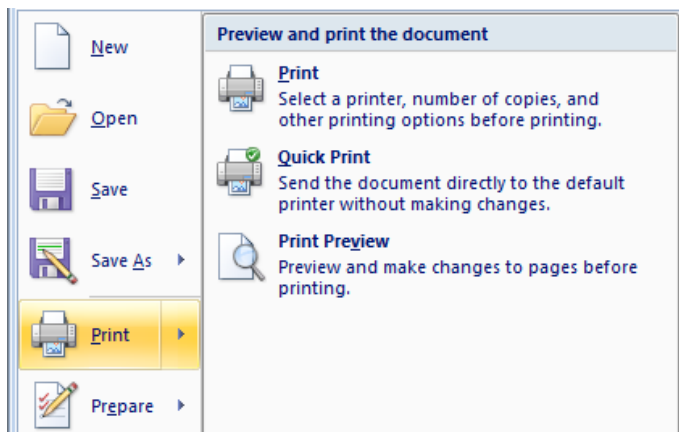 New
Open
Save
Save As
Print
Prepare
Preview and print the document
Print
Select a printer, number of copies, and
other printing options before printing.
Quick Print
Send the document directly to the default
printer without making changes.
Print Preview
Preview and make changes to pages before
printing.